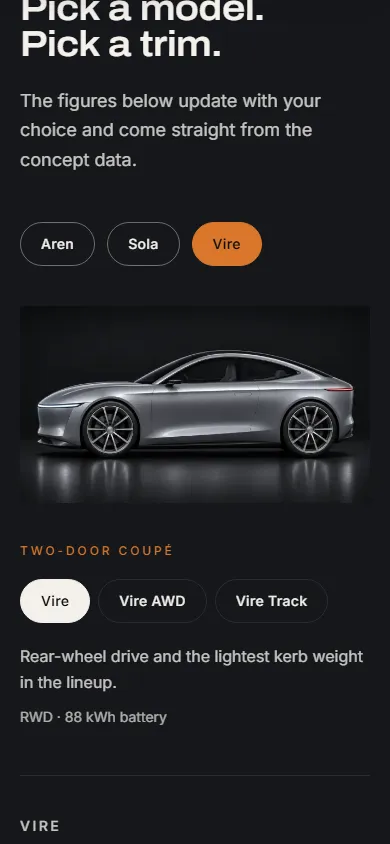 Pick a model.
Pick a trim.
The figures below update with your
choice and come straight from the
concept data.
Aren
Sola
Vire
TWO-DOOR COUPÉ
Vire
Vire AWD
Vire Track
Rear-wheel drive and the lightest kerb weight
in the lineup.
RWD · 88 kWh battery
VIRE